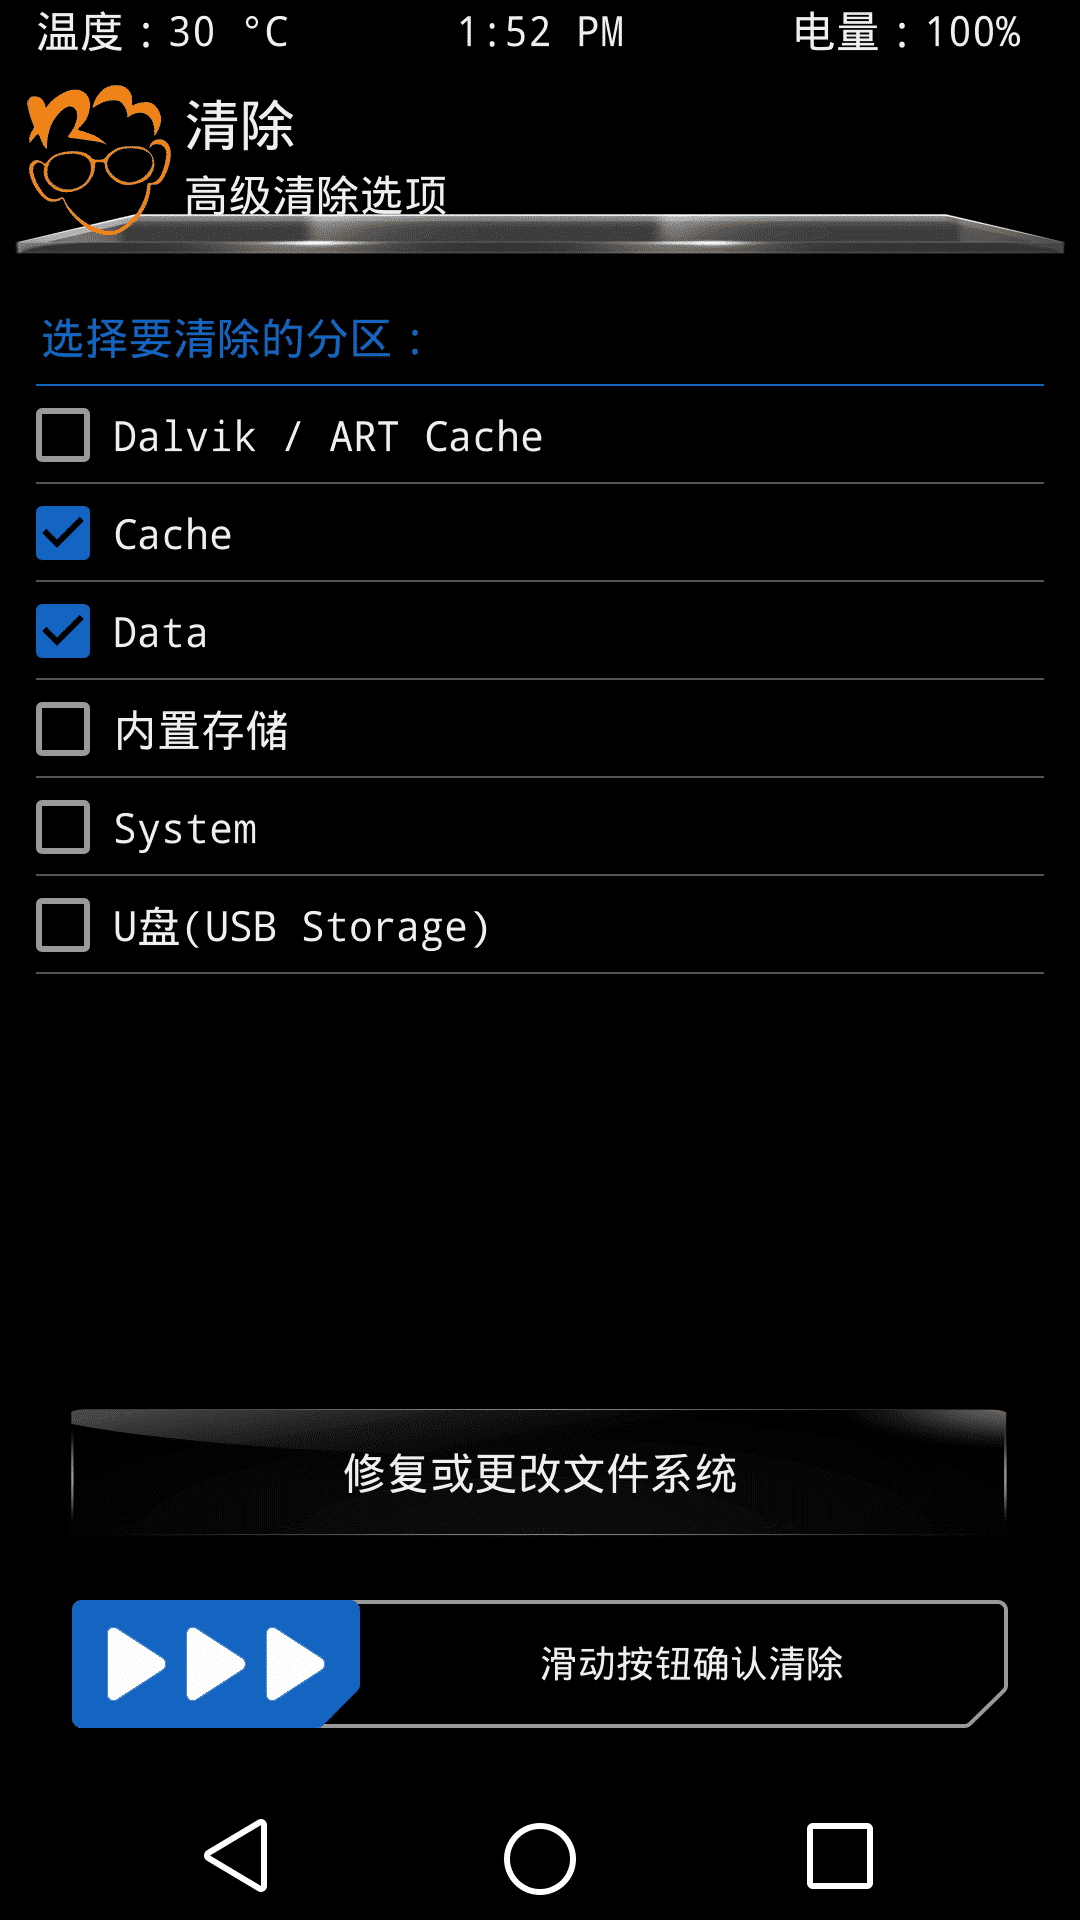 温度：30 °C 1:52 PM 电量：100%
清除
高级清除选项
选择要清除的分区：
Dalvik / ART Cache
Cache
Data
内置存储
System
U盘(USB Storage)
修复或更改文件系统
滑动按钮确认清除